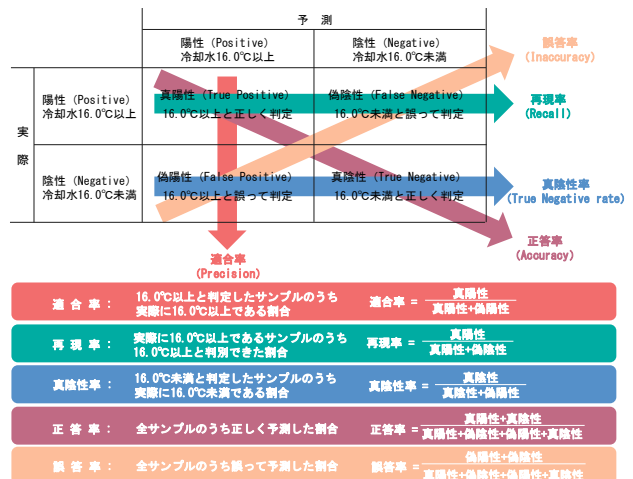 予 測
陽性 (Positive)
冷却水16.0℃以上
陰性 (Negative)
冷却水16.0℃未満
誤答率
(Inaccuracy)
実 際
陽性 (Positive)
冷却水16.0℃以上
真陽性 (True Positive)
16.0℃以上と正しく判定
偽陰性 (False Negative)
16.0℃未満と誤って判定
再現率
(Recall)
陰性 (Negative)
冷却水16.0℃未満
偽陽性 (False Positive)
16.0℃以上と誤って判定
真陰性 (True Negative)
16.0℃未満と正しく判定
真陰性率
(True Negative rate)
正答率
(Accuracy)
適合率
(Precision)
適 合 率 :
16.0℃以上と判定したサンプルのうち
実際に16.0℃以上である割合
適合率 =
真陽性
真陽性+偽陽性
再 現 率 :
実際に16.0℃以上であるサンプルのうち
16.0℃以上と判別できた割合
再現率 =
真陽性
真陽性+偽陰性
真陰性率 :
16.0℃未満と判定したサンプルのうち
実際に16.0℃未満である割合
真陰性率 =
真陰性
真陰性+偽陽性
正 答 率 :
全サンプルのうち正しく予測した割合
正答率 =
真陽性+真陰性
真陽性+偽陰性+偽陽性+真陰性
誤 答 率 :
全サンプルのうち誤って予測した割合
誤答率 =
偽陽性+偽陰性
真陽性+偽陰性+偽陽性+真陰性